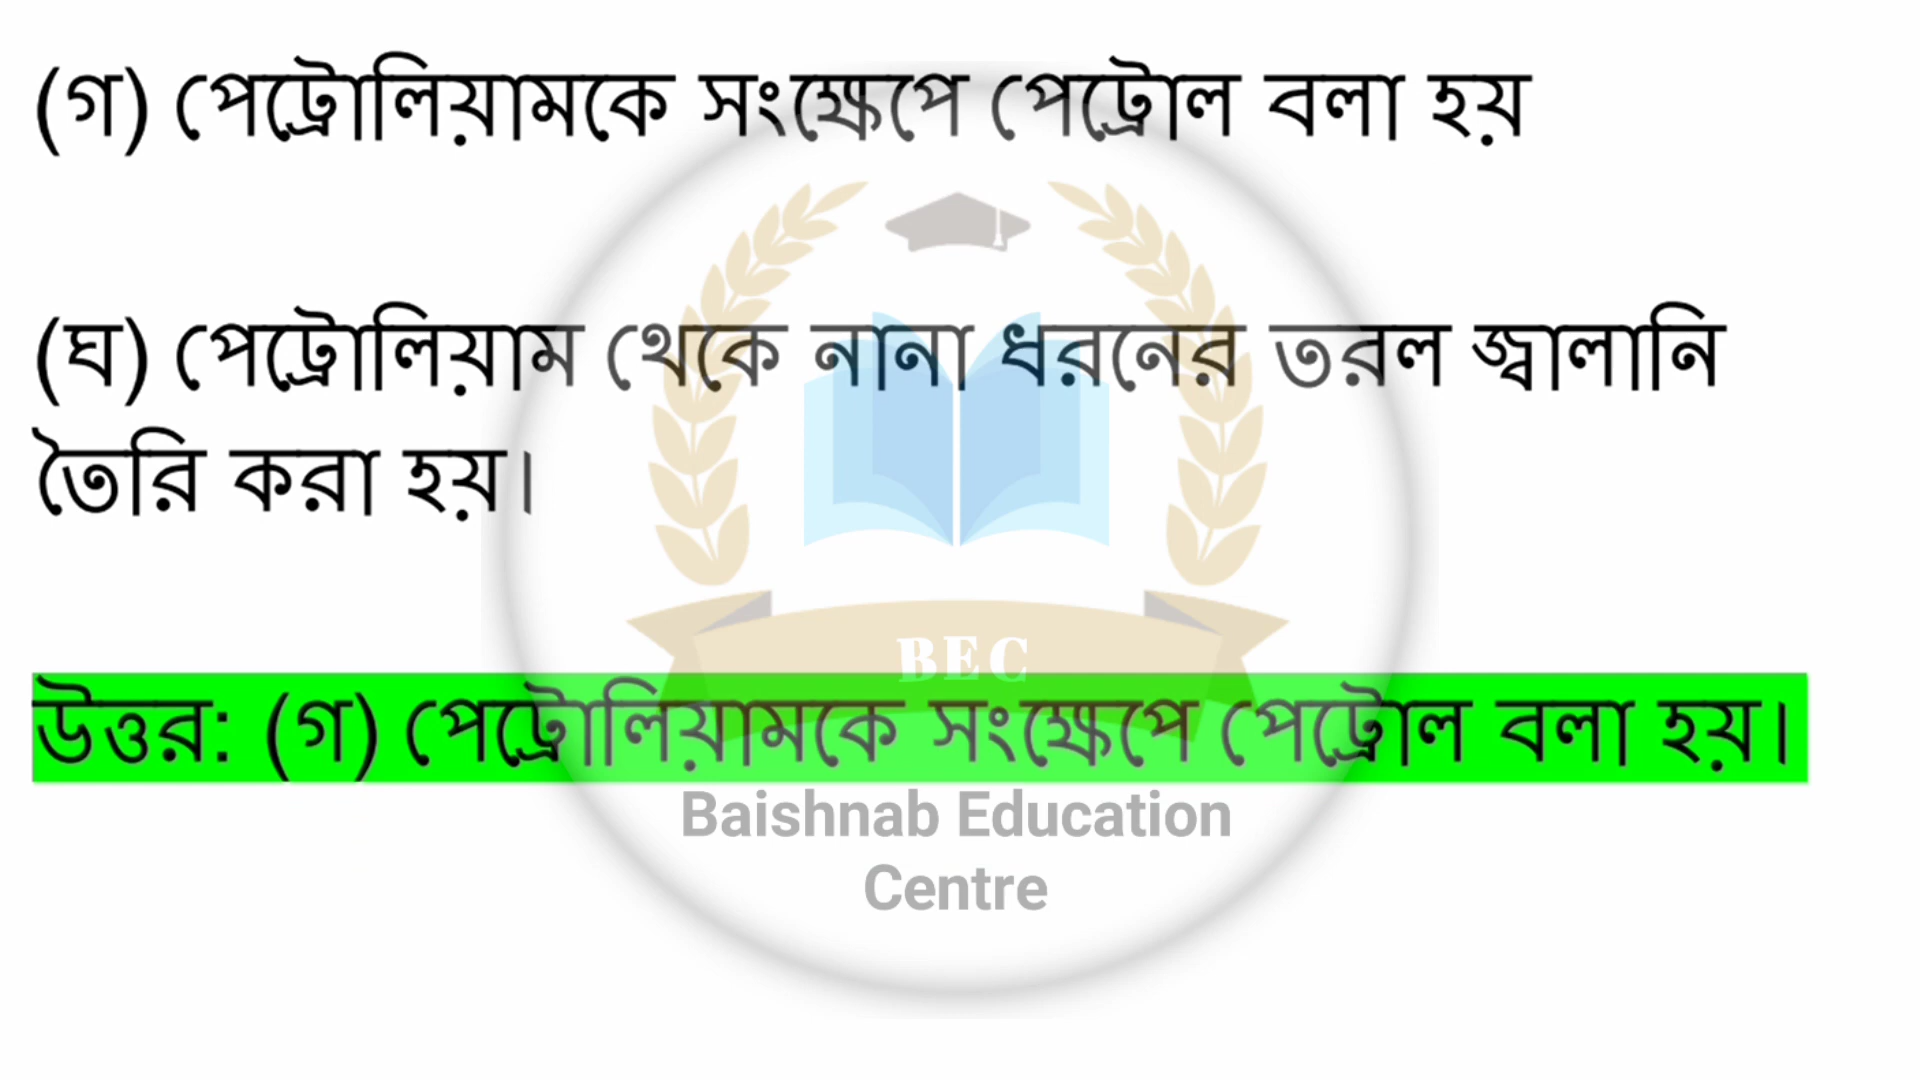 (গ) পেট্রোলিয়ামকে সংক্ষেপে পেট্রোল বলা হয়
(ঘ) পেট্রোলিয়াম থেকে নানা ধরনের তরল জ্বালানি
তৈরি করা হয়।
BEC
উত্তর: (গ) পেট্রোলিয়ামকে সংক্ষেপে পেট্রোল বলা হয়।
Baishnab Education
Centre